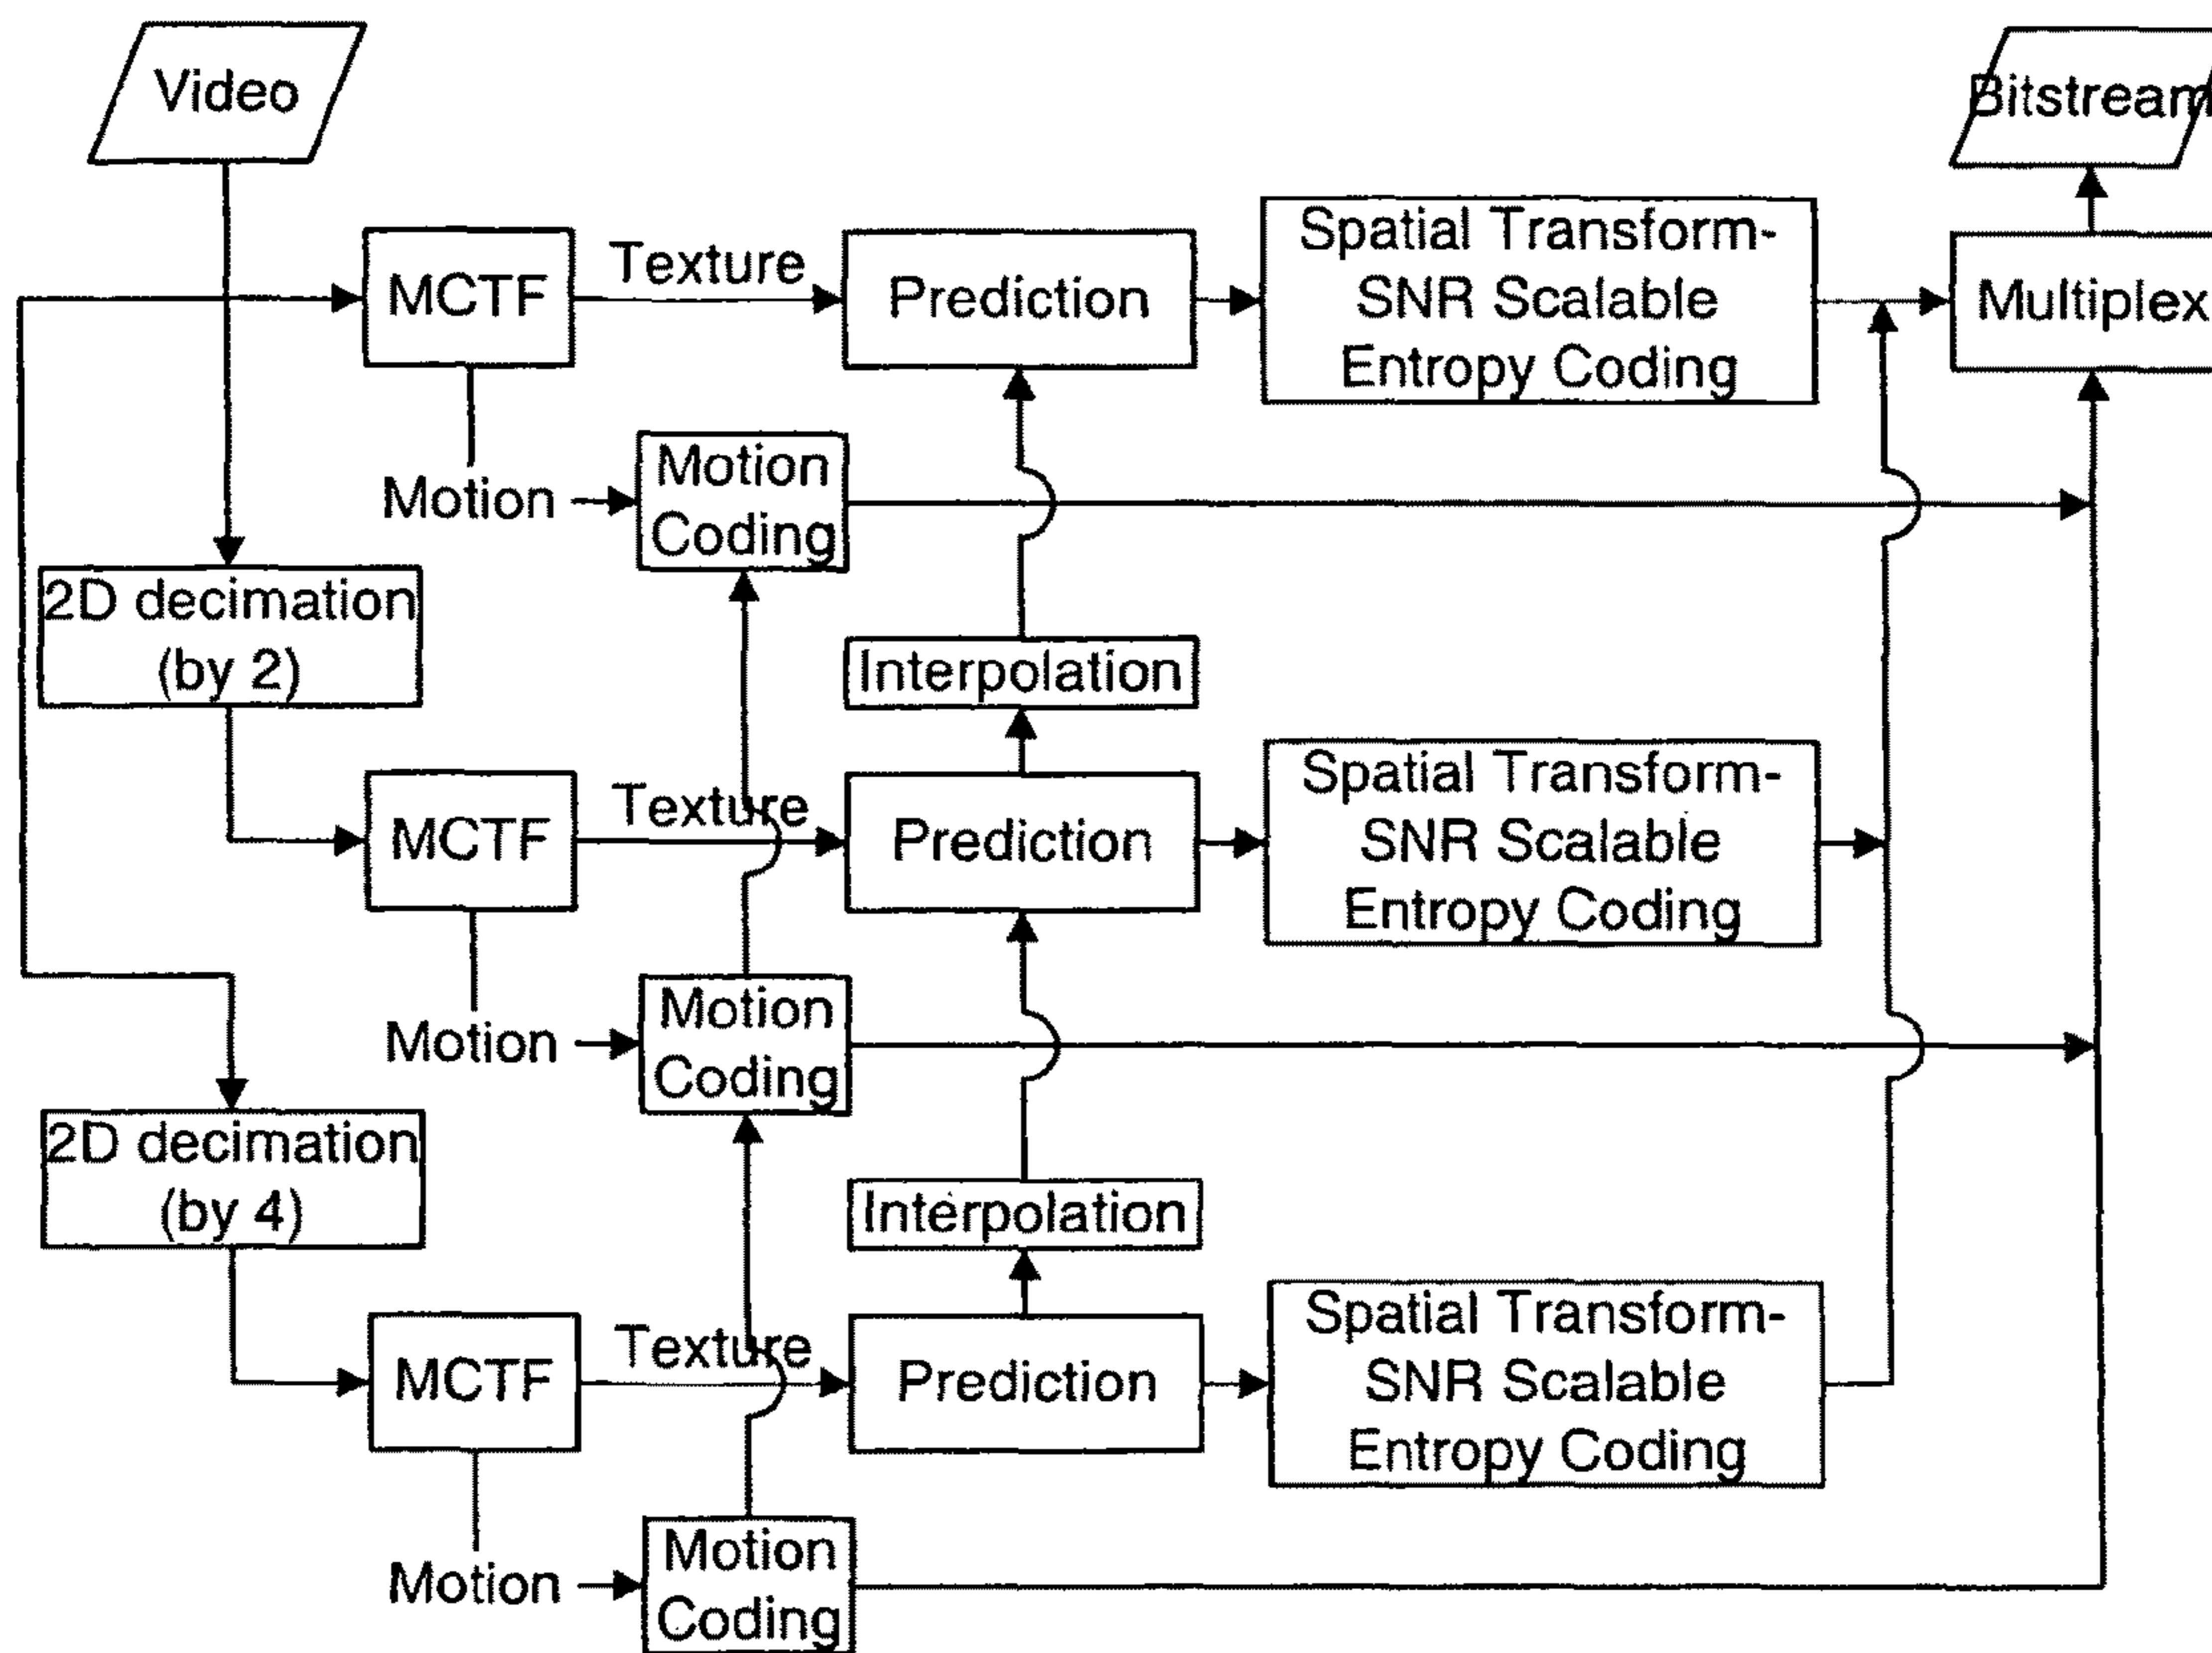 Video
Bitstream
MCTF
Texture
Prediction
Spatial Transform-
SNR Scalable
Entropy Coding
Multiplex
Motion
Motion
Coding
2D decimation
(by 2)
Interpolation
MCTF
Texture
Prediction
Spatial Transform-
SNR Scalable
Entropy Coding
Motion
Motion
Coding
2D decimation
(by 4)
Interpolation
MCTF
Texture
Prediction
Spatial Transform-
SNR Scalable
Entropy Coding
Motion
Motion
Coding